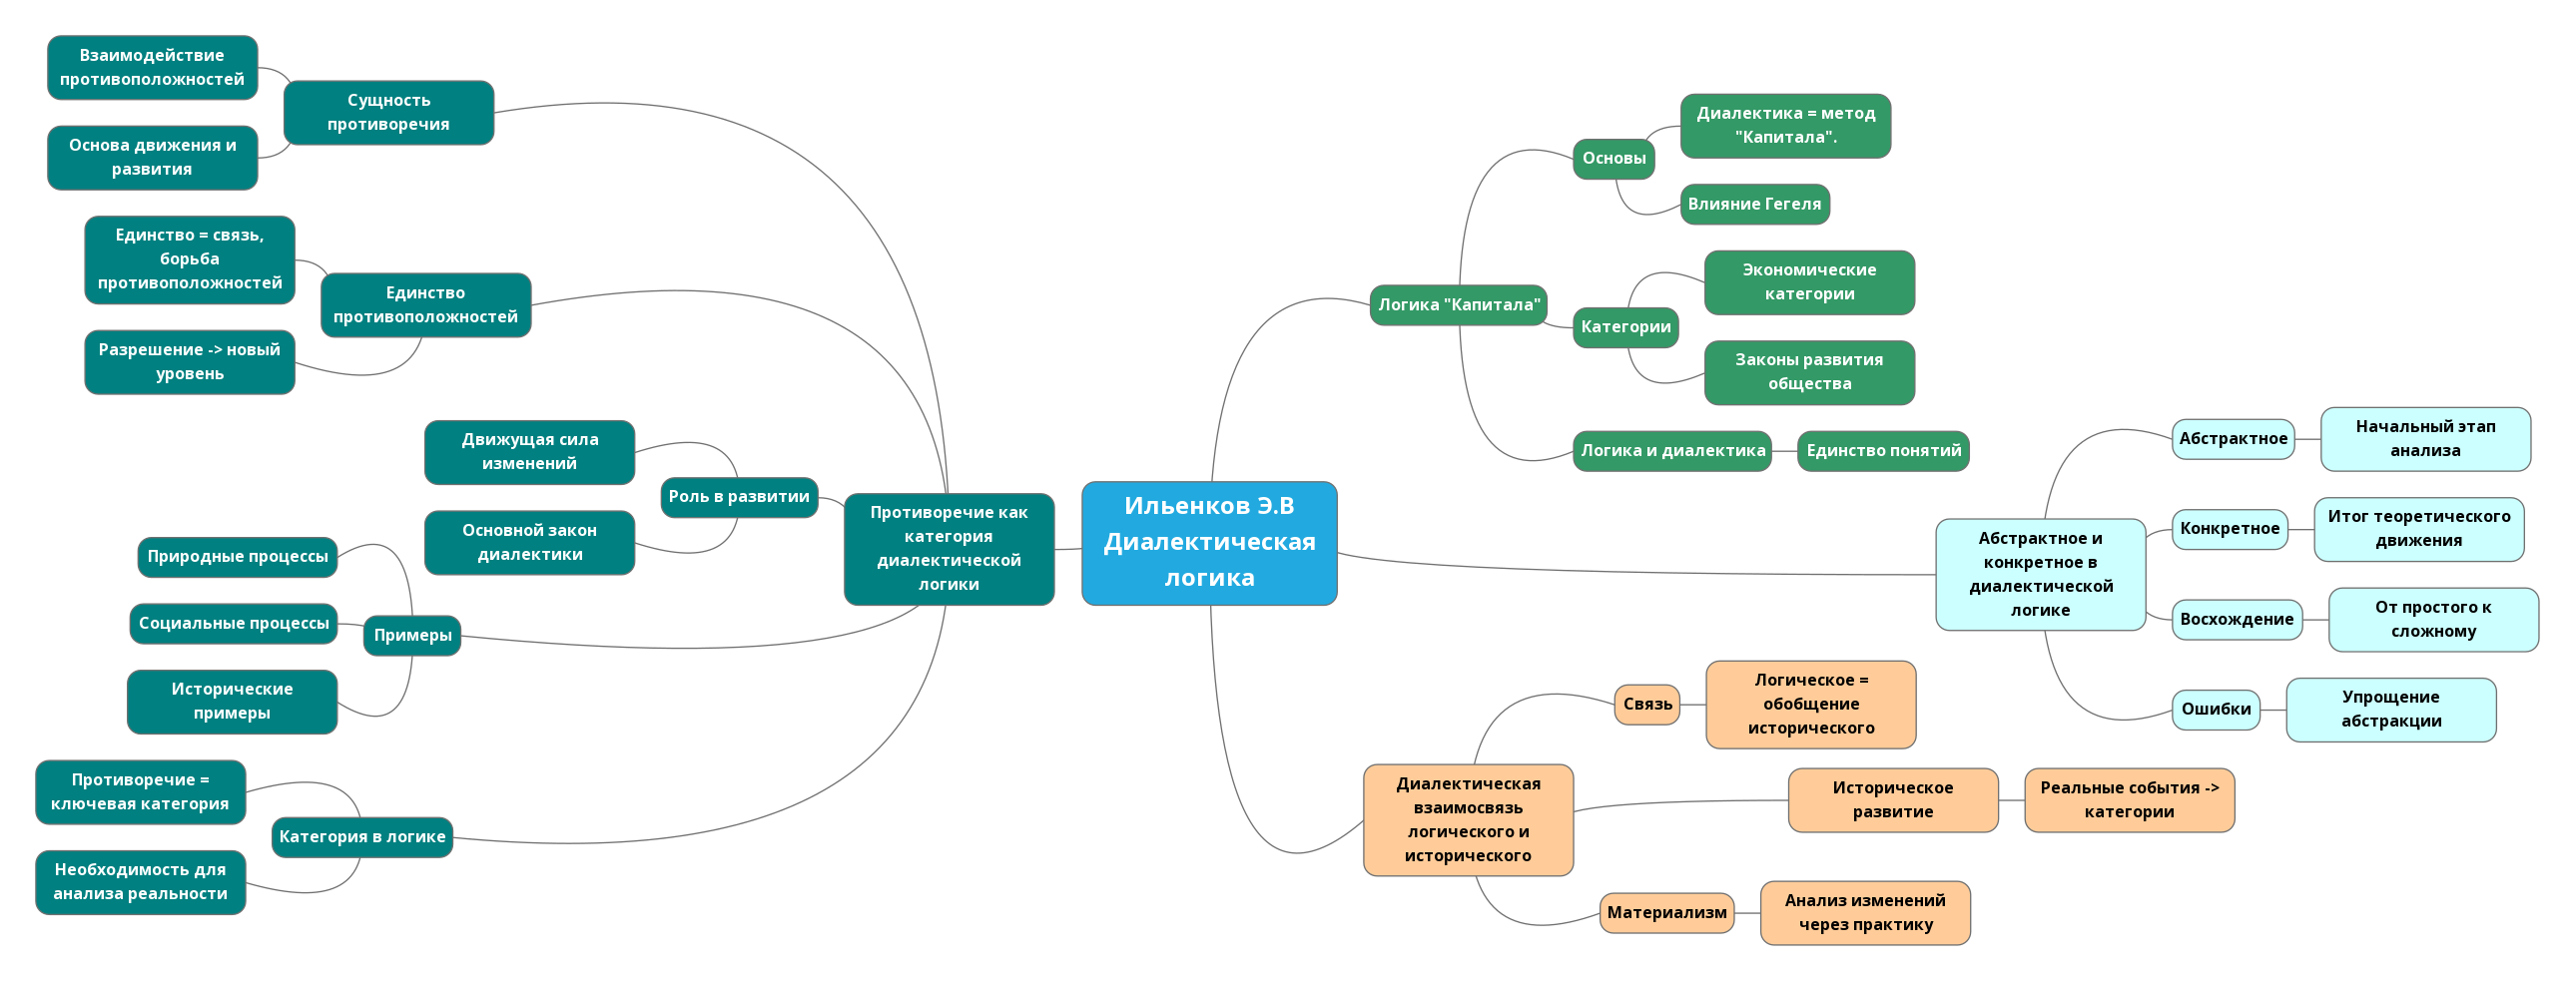 Ильенков Э.В
Диалектическая
логика
Противоречие как
категория
диалектической
логики
Сущность
противоречия
Взаимодействие
противоположностей
Основа движения и
развития
Единство
противоположностей
Единство = связь,
борьба
противоположностей
Разрешение -> новый
уровень
Роль в развитии
Движущая сила
изменений
Основной закон
диалектики
Примеры
Природные процессы
Социальные процессы
Исторические
примеры
Категория в логике
Противоречие =
ключевая категория
Необходимость для
анализа реальности
Логика "Капитала"
Основы
Диалектика = метод
"Капитала".
Влияние Гегеля
Категории
Экономические
категории
Законы развития
общества
Логика и диалектика
Единство понятий
Абстрактное и
конкретное в
диалектической
логике
Абстрактное
Начальный этап
анализа
Конкретное
Итог теоретического
движения
Восхождение
От простого к
сложному
Ошибки
Упрощение
абстракции
Диалектическая
взаимосвязь
логического и
исторического
Связь
Логическое =
обобщение
исторического
Историческое
развитие
Реальные события ->
категории
Материализм
Анализ изменений
через практику